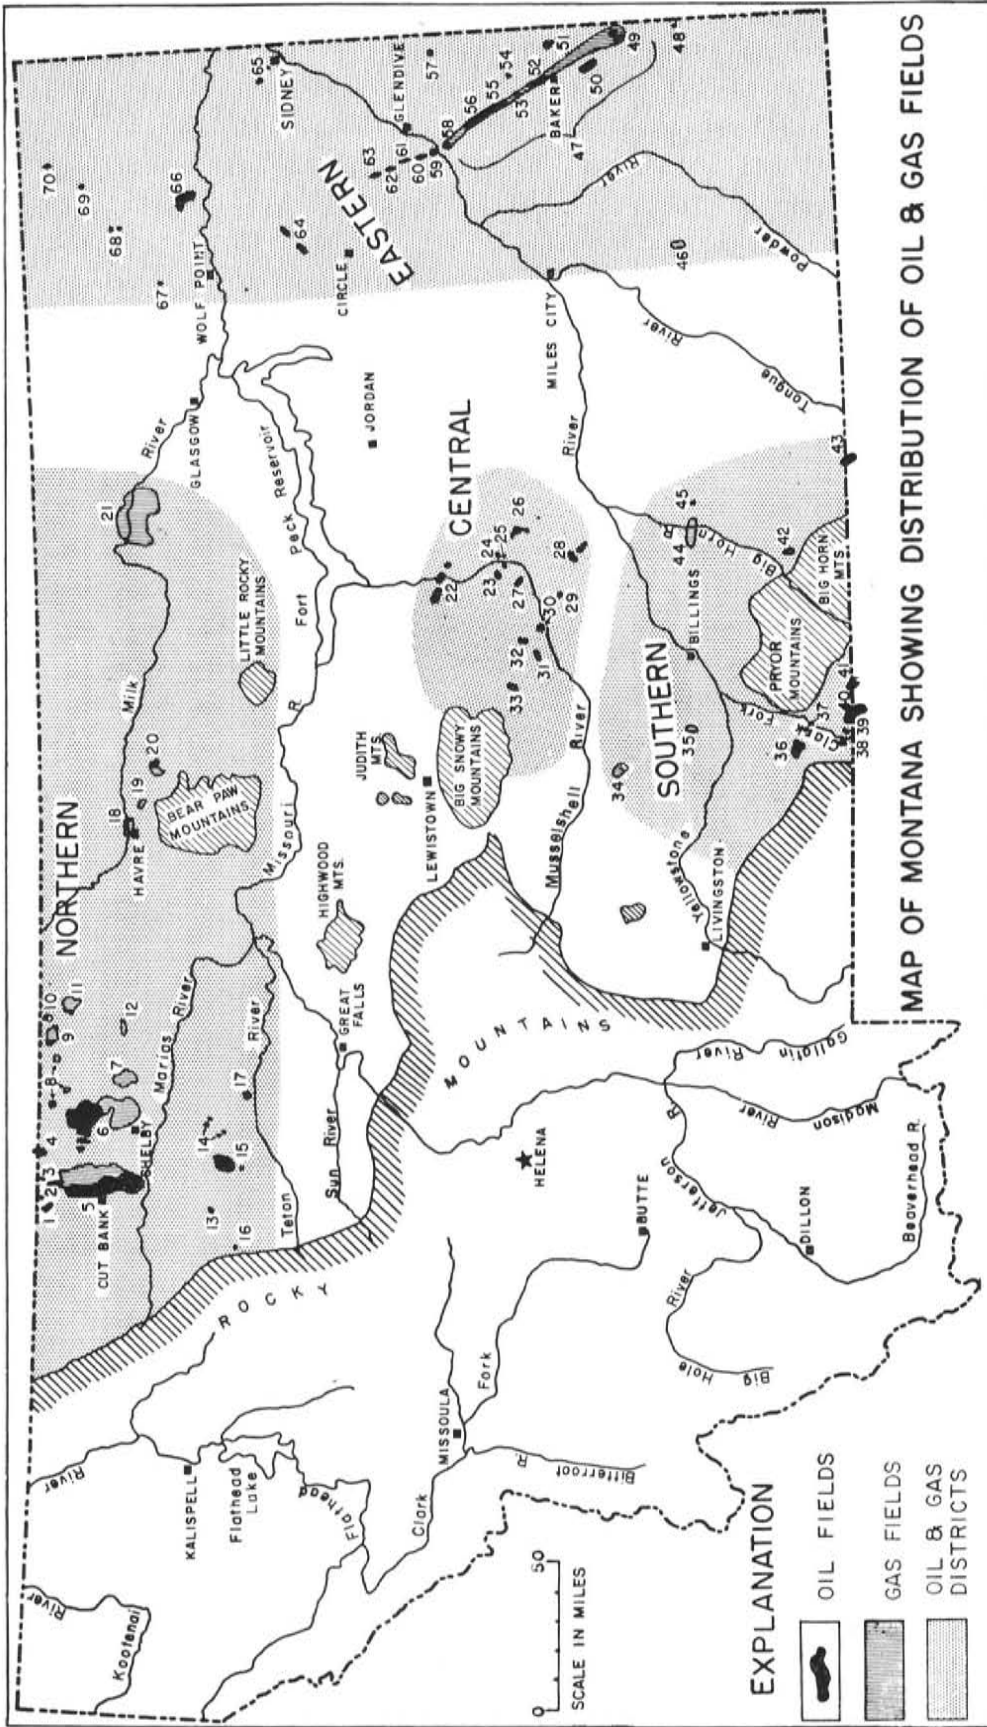 MAP OF MONTANA SHOWING DISTRIBUTION OF OIL & GAS FIELDS
EXPLANATION
OIL FIELDS
GAS FIELDS
OIL & GAS
DISTRICTS
0
50
SCALE IN MILES
NORTHERN
CENTRAL
SOUTHERN
EASTERN
ROCKY
MOUNTAINS
Kootenai
River
River
KALISPELL
Flathead
Lake
Flathead
Clark
Fork
MISSOULA
Bitterroot
R.
Big
Hole
River
BUTTE
HELENA
DILLON
Beaverhead R.
Jefferson
R.
Madison
River
Gallatin
River
CUT BANK
SHELBY
Marias
River
Teton
River
Sun
River
GREAT
FALLS
HIGHWOOD
MTS.
Missouri
R
HAVRE
BEAR PAW
MOUNTAINS
Milk
River
LITTLE ROCKY
MOUNTAINS
JUDITH
MTS.
LEWISTOWN
BIG SNOWY
MOUNTAINS
Musselshell
River
Yellowstone
LIVINGSTON
River
BILLINGS
PRYOR
MOUNTAINS
BIG HORN
MTS.
Big
Horn
R.
Clark
Fork
GLASGOW
Fort
Peck
Reservoir
JORDAN
WOLF POINT
CIRCLE
SIDNEY
GLENDIVE
BAKER
MILES CITY
Tongue
River
Powder
River
1
2
3
4
5
6
7
8
9
10
11
12
13
14
15
16
17
18
19
20
21
22
23
24
25
26
27
28
29
30
31
32
33
34
35
36
37
38
39
40
41
42
43
44
45
46
47
48
49
50
51
52
53
54
55
56
57
58
59
60
61
62
63
64
65
66
67
68
69
70